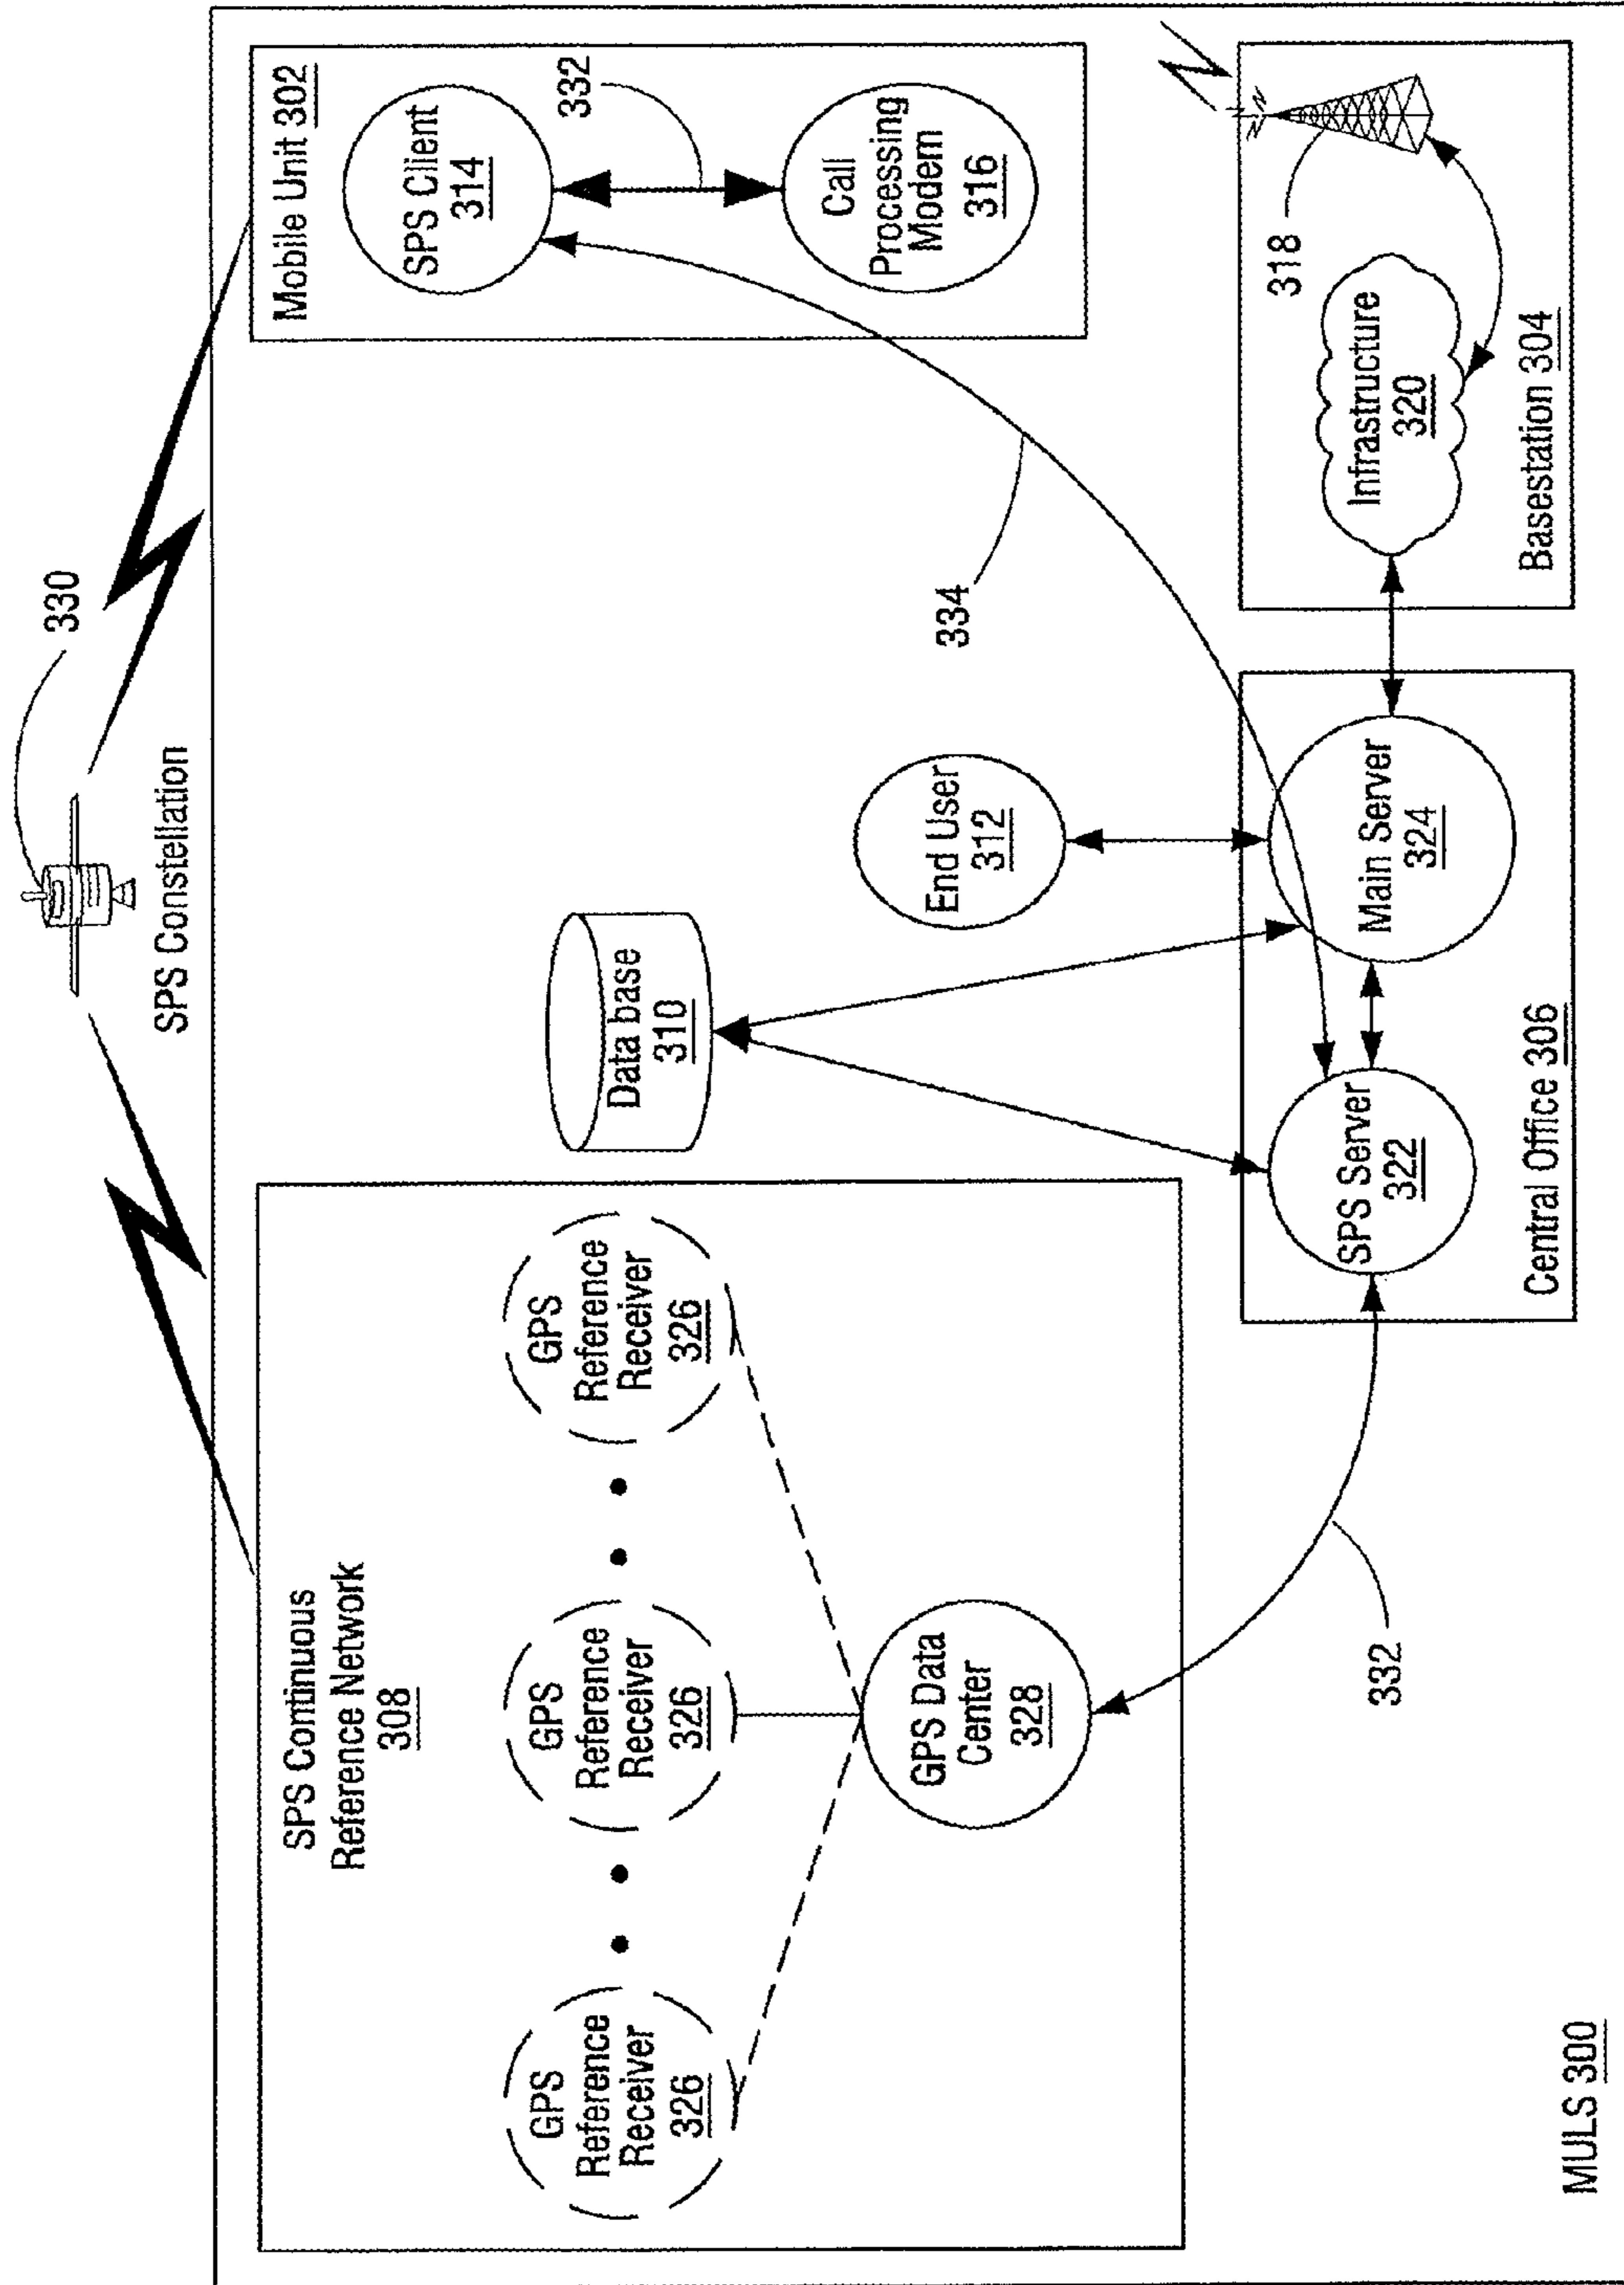 330
SPS Constellation
SPS Continuous
Reference Network
308
GPS
Reference
Receiver
326
GPS
Reference
Receiver
326
GPS
Reference
Receiver
326
GPS Data
Center
328
332
Data base
310
End User
312
334
Mobile Unit 302
SPS Client
314
332
Call
Processing
Modem
316
SPS Server
322
Main Server
324
Central Office 306
Infrastructure
320
318
Basestation 304
MULS 300